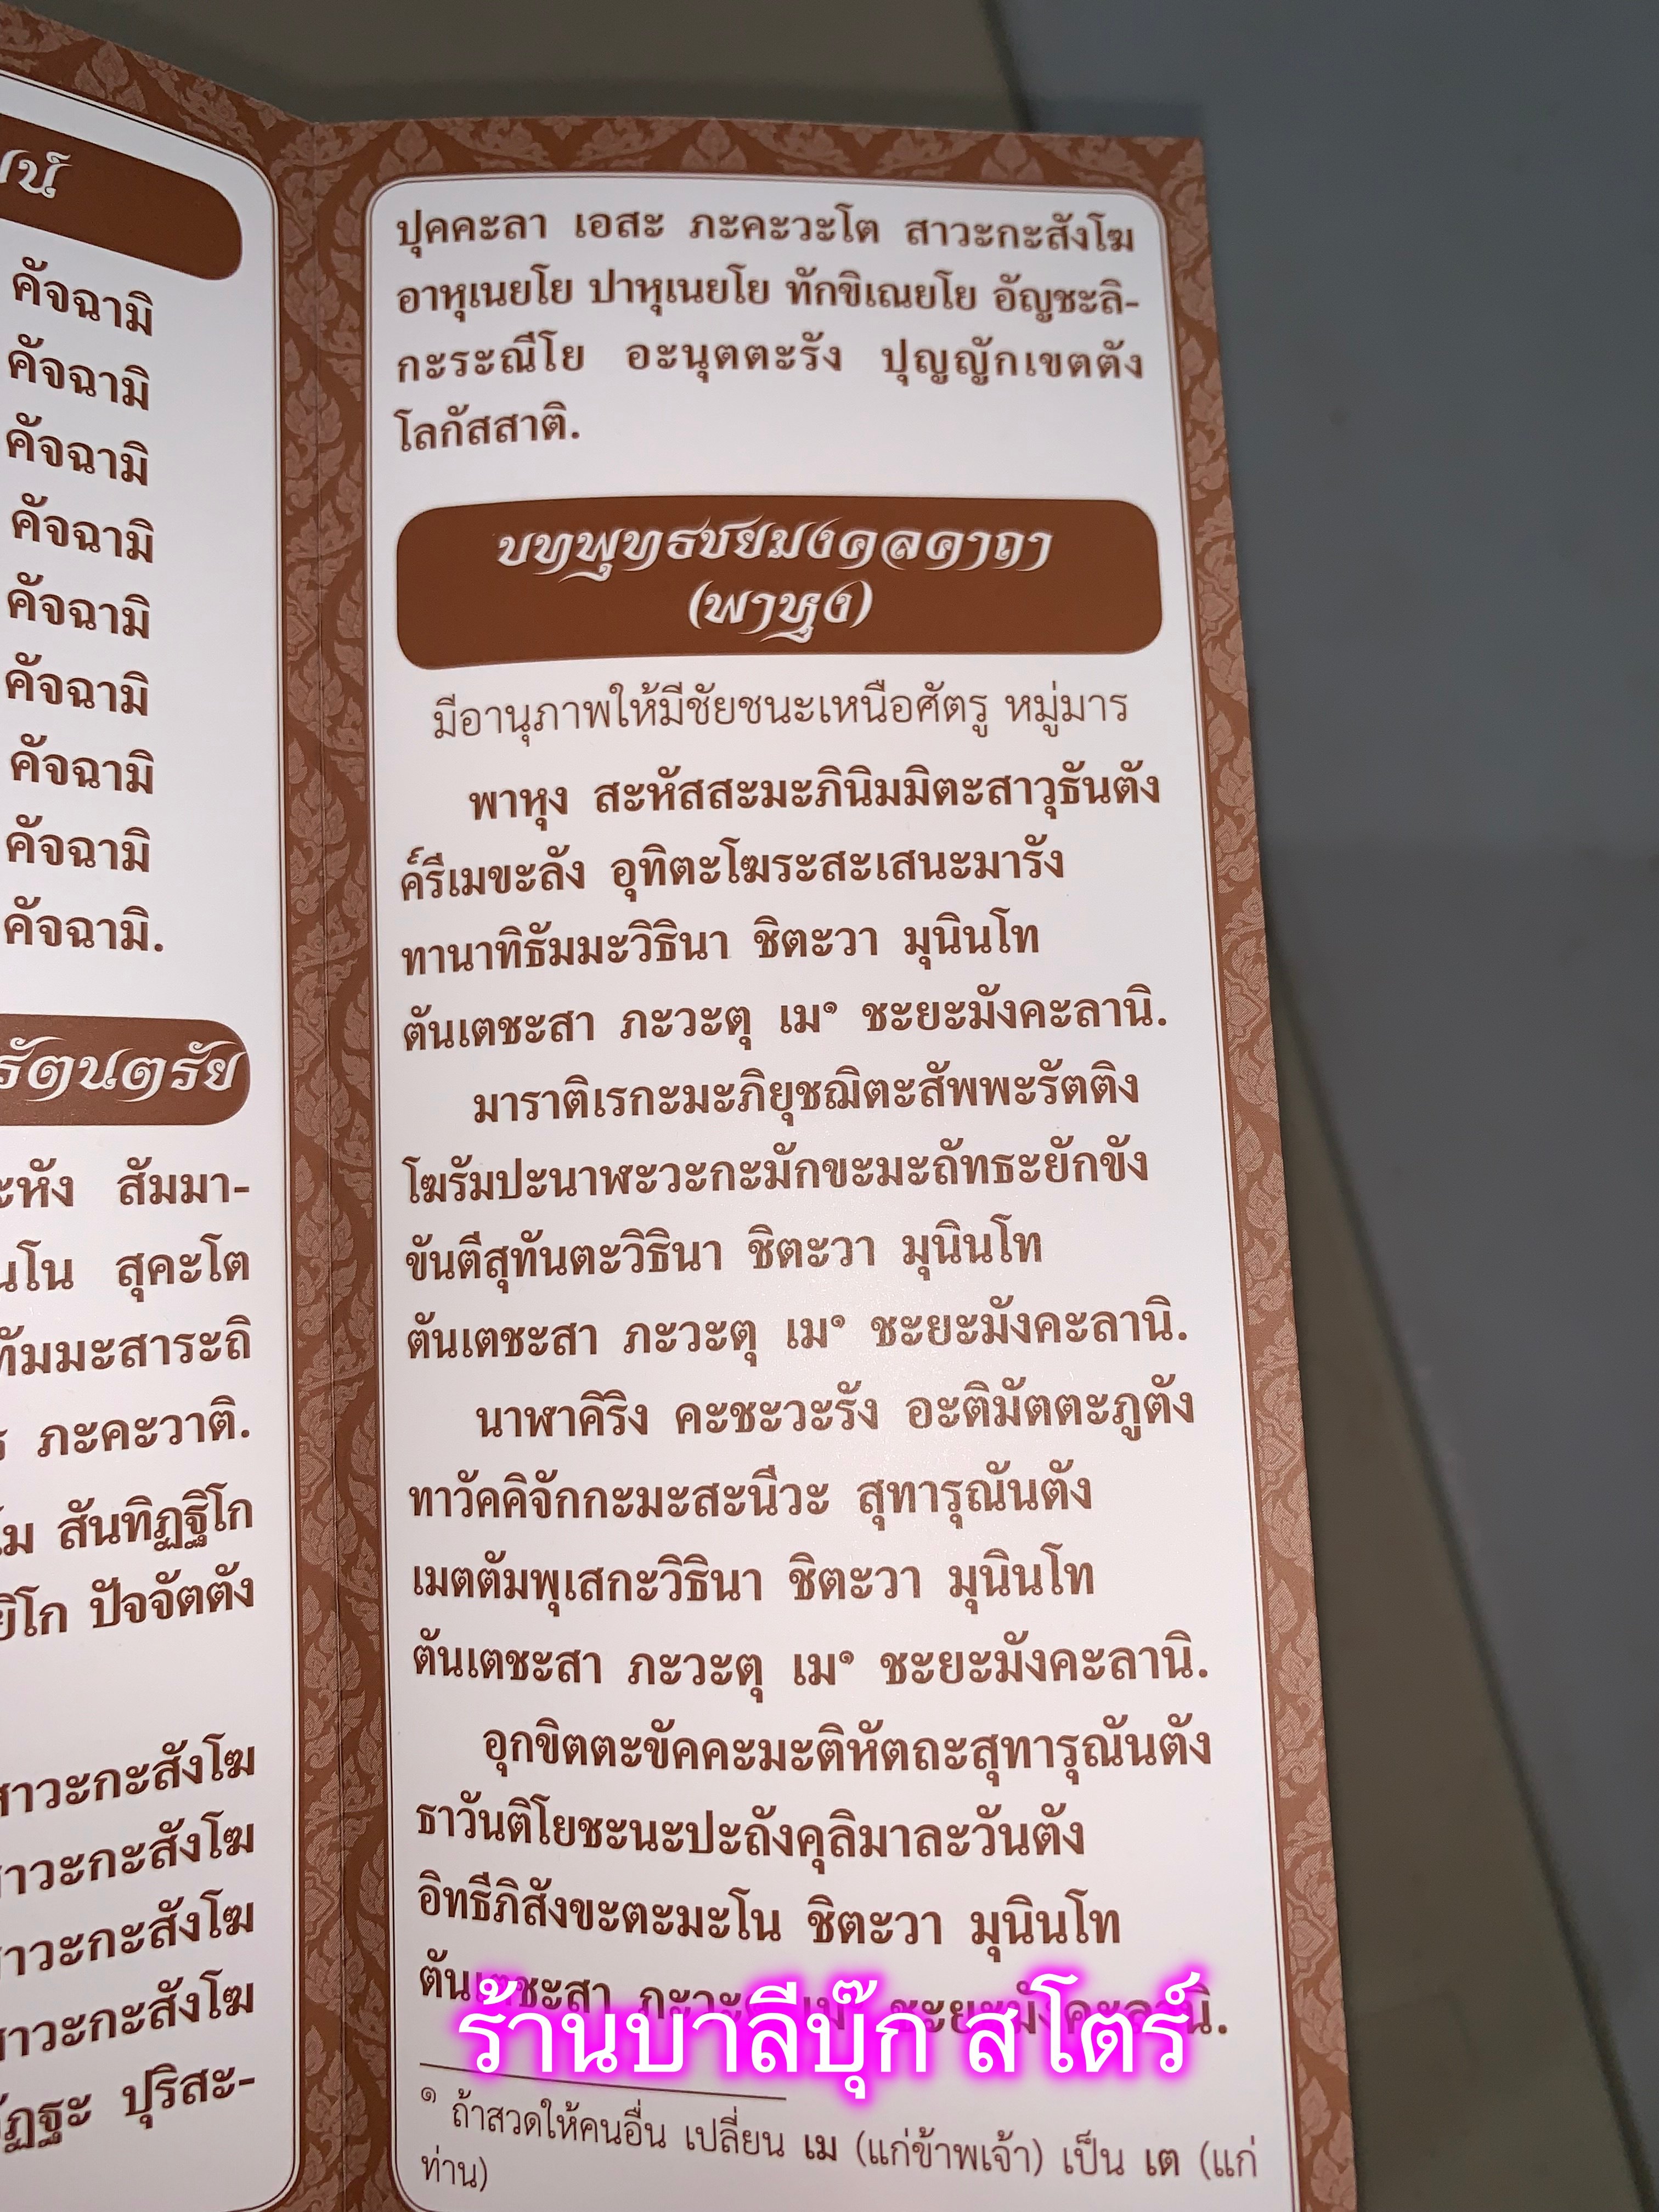 คัจฉามิ
คัจฉามิ
คัจฉามิ
คัจฉามิ
คัจฉามิ
คัจฉามิ
คัจฉามิ
คัจฉามิ
คัจฉามิ.
รัตนตรัย
สัมมา-
สุคะโต
ภะคะวาติ.
สันทิฏฐิโก
ปัจจัตตัง
สาวะกะสังโฆ
ปุริสะ-
ปุคคะลา เอสะ ภะคะวะโต สาวะกะสังโฆ
อาหุเนยโย ปาหุเนยโย ทักขิเณยโย อัญชะลิ-
กะระณีโย อะนุตตะรัง ปุญญักเขตตัง
โลกัสสาติ.
บทพุทธชยมงคลคาถา
(พาหุง)
มีอานุภาพให้มีชัยชนะเหนือศัตรู หมู่มาร
พาหุง สะหัสสะมะภินิมมิตะสาวุธันตัง
ค๎รีเมขะลัง อุทิตะโฆระสะเสนะมารัง
ทานาทิธัมมะวิธินา ชิตะวา มุนินโท
ตันเตชะสา ภะวะตุ เม๑ ชะยะมังคะลานิ.
มาราติเรกะมะภิยุชฌิตะสัพพะรัตติง
โฆรัมปะนาฬะวะกะมักขะมะถัทธะยักขัง
ขันตีสุทันตะวิธินา ชิตะวา มุนินโท
ตันเตชะสา ภะวะตุ เม๑ ชะยะมังคะลานิ.
นาฬาคิริง คะชะวะรัง อะติมัตตะภูตัง
ทาวัคคิจักกะมะสะนีวะ สุทารุณันตัง
เมตตัมพุเสกะวิธินา ชิตะวา มุนินโท
ตันเตชะสา ภะวะตุ เม๑ ชะยะมังคะลานิ.
อุกขิตตะขัคคะมะติหัตถะสุทารุณันตัง
ธาวันติโยชะนะปะถังคุลิมาละวันตัง
อิทธีภิสังขะตะมะโน ชิตะวา มุนินโท
ตันเตชะสา
ร้านบาลีบุ๊ก สโตร์
๑ ถ้าสวดให้คนอื่น เปลี่ยน เม (แก่ข้าพเจ้า) เป็น เต (แก่
ท่าน)